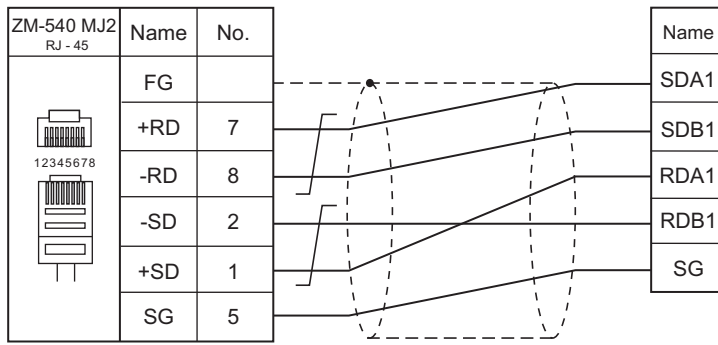 ZM-540 MJ2
RJ - 45
Name No.
FG
+RD 7
-RD 8
-SD 2
+SD 1
SG 5
12345678
Name
SDA1
SDB1
RDA1
RDB1
SG